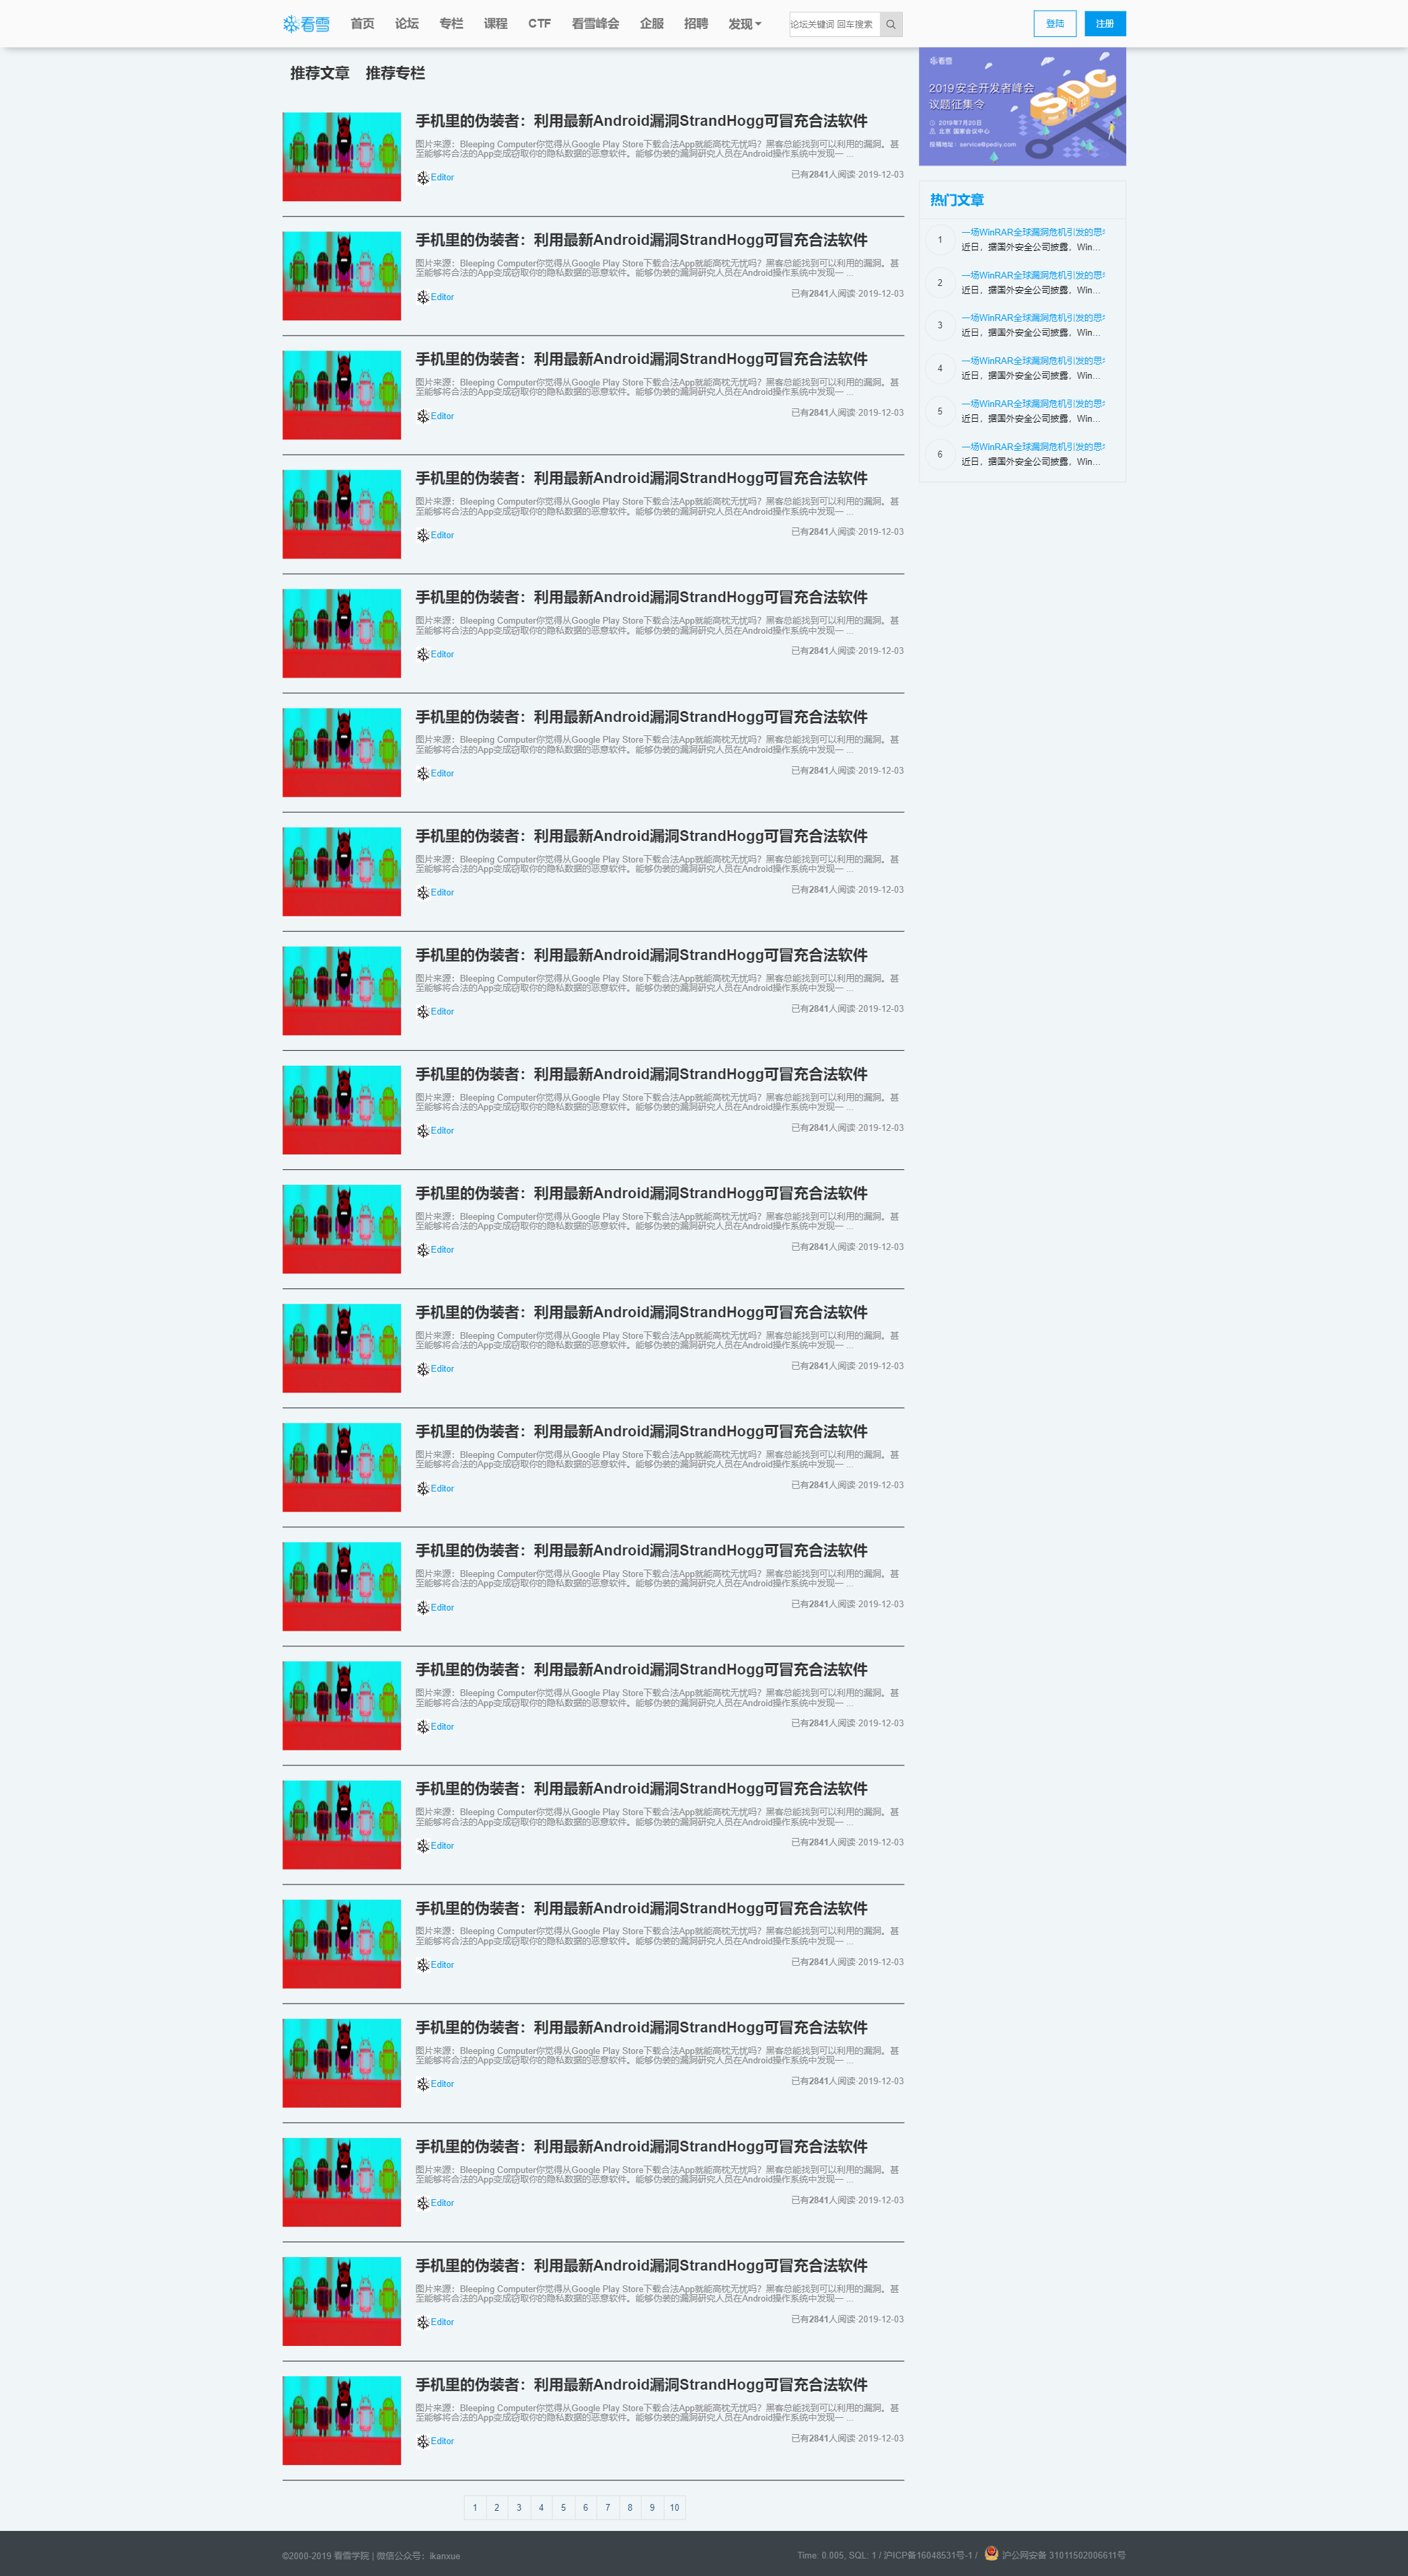 看雪 首页 论坛 专栏 课程 CTF 看雪峰会 企服 招聘 发现 论坛关键词 回车搜索 登陆 注册
推荐文章 推荐专栏
手机里的伪装者：利用最新Android漏洞StrandHogg可冒充合法软件
图片来源：Bleeping Computer你觉得从Google Play Store下载合法App就能高枕无忧吗？黑客总能找到可以利用的漏洞。甚
至能够将合法的App变成窃取你的隐私数据的恶意软件。能够伪装的漏洞研究人员在Android操作系统中发现一 ...
Editor 已有2841人阅读·2019-12-03
手机里的伪装者：利用最新Android漏洞StrandHogg可冒充合法软件
图片来源：Bleeping Computer你觉得从Google Play Store下载合法App就能高枕无忧吗？黑客总能找到可以利用的漏洞。甚
至能够将合法的App变成窃取你的隐私数据的恶意软件。能够伪装的漏洞研究人员在Android操作系统中发现一 ...
Editor 已有2841人阅读·2019-12-03
手机里的伪装者：利用最新Android漏洞StrandHogg可冒充合法软件
图片来源：Bleeping Computer你觉得从Google Play Store下载合法App就能高枕无忧吗？黑客总能找到可以利用的漏洞。甚
至能够将合法的App变成窃取你的隐私数据的恶意软件。能够伪装的漏洞研究人员在Android操作系统中发现一 ...
Editor 已有2841人阅读·2019-12-03
手机里的伪装者：利用最新Android漏洞StrandHogg可冒充合法软件
图片来源：Bleeping Computer你觉得从Google Play Store下载合法App就能高枕无忧吗？黑客总能找到可以利用的漏洞。甚
至能够将合法的App变成窃取你的隐私数据的恶意软件。能够伪装的漏洞研究人员在Android操作系统中发现一 ...
Editor 已有2841人阅读·2019-12-03
手机里的伪装者：利用最新Android漏洞StrandHogg可冒充合法软件
图片来源：Bleeping Computer你觉得从Google Play Store下载合法App就能高枕无忧吗？黑客总能找到可以利用的漏洞。甚
至能够将合法的App变成窃取你的隐私数据的恶意软件。能够伪装的漏洞研究人员在Android操作系统中发现一 ...
Editor 已有2841人阅读·2019-12-03
手机里的伪装者：利用最新Android漏洞StrandHogg可冒充合法软件
图片来源：Bleeping Computer你觉得从Google Play Store下载合法App就能高枕无忧吗？黑客总能找到可以利用的漏洞。甚
至能够将合法的App变成窃取你的隐私数据的恶意软件。能够伪装的漏洞研究人员在Android操作系统中发现一 ...
Editor 已有2841人阅读·2019-12-03
手机里的伪装者：利用最新Android漏洞StrandHogg可冒充合法软件
图片来源：Bleeping Computer你觉得从Google Play Store下载合法App就能高枕无忧吗？黑客总能找到可以利用的漏洞。甚
至能够将合法的App变成窃取你的隐私数据的恶意软件。能够伪装的漏洞研究人员在Android操作系统中发现一 ...
Editor 已有2841人阅读·2019-12-03
手机里的伪装者：利用最新Android漏洞StrandHogg可冒充合法软件
图片来源：Bleeping Computer你觉得从Google Play Store下载合法App就能高枕无忧吗？黑客总能找到可以利用的漏洞。甚
至能够将合法的App变成窃取你的隐私数据的恶意软件。能够伪装的漏洞研究人员在Android操作系统中发现一 ...
Editor 已有2841人阅读·2019-12-03
手机里的伪装者：利用最新Android漏洞StrandHogg可冒充合法软件
图片来源：Bleeping Computer你觉得从Google Play Store下载合法App就能高枕无忧吗？黑客总能找到可以利用的漏洞。甚
至能够将合法的App变成窃取你的隐私数据的恶意软件。能够伪装的漏洞研究人员在Android操作系统中发现一 ...
Editor 已有2841人阅读·2019-12-03
手机里的伪装者：利用最新Android漏洞StrandHogg可冒充合法软件
图片来源：Bleeping Computer你觉得从Google Play Store下载合法App就能高枕无忧吗？黑客总能找到可以利用的漏洞。甚
至能够将合法的App变成窃取你的隐私数据的恶意软件。能够伪装的漏洞研究人员在Android操作系统中发现一 ...
Editor 已有2841人阅读·2019-12-03
手机里的伪装者：利用最新Android漏洞StrandHogg可冒充合法软件
图片来源：Bleeping Computer你觉得从Google Play Store下载合法App就能高枕无忧吗？黑客总能找到可以利用的漏洞。甚
至能够将合法的App变成窃取你的隐私数据的恶意软件。能够伪装的漏洞研究人员在Android操作系统中发现一 ...
Editor 已有2841人阅读·2019-12-03
手机里的伪装者：利用最新Android漏洞StrandHogg可冒充合法软件
图片来源：Bleeping Computer你觉得从Google Play Store下载合法App就能高枕无忧吗？黑客总能找到可以利用的漏洞。甚
至能够将合法的App变成窃取你的隐私数据的恶意软件。能够伪装的漏洞研究人员在Android操作系统中发现一 ...
Editor 已有2841人阅读·2019-12-03
手机里的伪装者：利用最新Android漏洞StrandHogg可冒充合法软件
图片来源：Bleeping Computer你觉得从Google Play Store下载合法App就能高枕无忧吗？黑客总能找到可以利用的漏洞。甚
至能够将合法的App变成窃取你的隐私数据的恶意软件。能够伪装的漏洞研究人员在Android操作系统中发现一 ...
Editor 已有2841人阅读·2019-12-03
手机里的伪装者：利用最新Android漏洞StrandHogg可冒充合法软件
图片来源：Bleeping Computer你觉得从Google Play Store下载合法App就能高枕无忧吗？黑客总能找到可以利用的漏洞。甚
至能够将合法的App变成窃取你的隐私数据的恶意软件。能够伪装的漏洞研究人员在Android操作系统中发现一 ...
Editor 已有2841人阅读·2019-12-03
手机里的伪装者：利用最新Android漏洞StrandHogg可冒充合法软件
图片来源：Bleeping Computer你觉得从Google Play Store下载合法App就能高枕无忧吗？黑客总能找到可以利用的漏洞。甚
至能够将合法的App变成窃取你的隐私数据的恶意软件。能够伪装的漏洞研究人员在Android操作系统中发现一 ...
Editor 已有2841人阅读·2019-12-03
手机里的伪装者：利用最新Android漏洞StrandHogg可冒充合法软件
图片来源：Bleeping Computer你觉得从Google Play Store下载合法App就能高枕无忧吗？黑客总能找到可以利用的漏洞。甚
至能够将合法的App变成窃取你的隐私数据的恶意软件。能够伪装的漏洞研究人员在Android操作系统中发现一 ...
Editor 已有2841人阅读·2019-12-03
手机里的伪装者：利用最新Android漏洞StrandHogg可冒充合法软件
图片来源：Bleeping Computer你觉得从Google Play Store下载合法App就能高枕无忧吗？黑客总能找到可以利用的漏洞。甚
至能够将合法的App变成窃取你的隐私数据的恶意软件。能够伪装的漏洞研究人员在Android操作系统中发现一 ...
Editor 已有2841人阅读·2019-12-03
手机里的伪装者：利用最新Android漏洞StrandHogg可冒充合法软件
图片来源：Bleeping Computer你觉得从Google Play Store下载合法App就能高枕无忧吗？黑客总能找到可以利用的漏洞。甚
至能够将合法的App变成窃取你的隐私数据的恶意软件。能够伪装的漏洞研究人员在Android操作系统中发现一 ...
Editor 已有2841人阅读·2019-12-03
手机里的伪装者：利用最新Android漏洞StrandHogg可冒充合法软件
图片来源：Bleeping Computer你觉得从Google Play Store下载合法App就能高枕无忧吗？黑客总能找到可以利用的漏洞。甚
至能够将合法的App变成窃取你的隐私数据的恶意软件。能够伪装的漏洞研究人员在Android操作系统中发现一 ...
Editor 已有2841人阅读·2019-12-03
手机里的伪装者：利用最新Android漏洞StrandHogg可冒充合法软件
图片来源：Bleeping Computer你觉得从Google Play Store下载合法App就能高枕无忧吗？黑客总能找到可以利用的漏洞。甚
至能够将合法的App变成窃取你的隐私数据的恶意软件。能够伪装的漏洞研究人员在Android操作系统中发现一 ...
Editor 已有2841人阅读·2019-12-03
1 2 3 4 5 6 7 8 9 10
看雪
2019安全开发者峰会
议题征集令
SDC
2019年7月20日
北京 国家会议中心
投稿地址：service@pediy.com
热门文章
1 一场WinRAR全球漏洞危机引发的思
近日，据国外安全公司披露，Win...
2 一场WinRAR全球漏洞危机引发的思
近日，据国外安全公司披露，Win...
3 一场WinRAR全球漏洞危机引发的思
近日，据国外安全公司披露，Win...
4 一场WinRAR全球漏洞危机引发的思
近日，据国外安全公司披露，Win...
5 一场WinRAR全球漏洞危机引发的思
近日，据国外安全公司披露，Win...
6 一场WinRAR全球漏洞危机引发的思
近日，据国外安全公司披露，Win...
©2000-2019 看雪学院 | 微信公众号：ikanxue
Time: 0.005, SQL: 1 / 沪ICP备16048531号-1 / 沪公网安备 31011502006611号